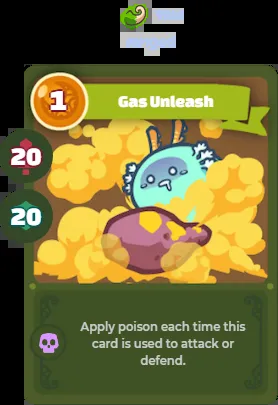 1
Gas Unleash
20
20
Apply poison each time this
card is used to attack or
defend.